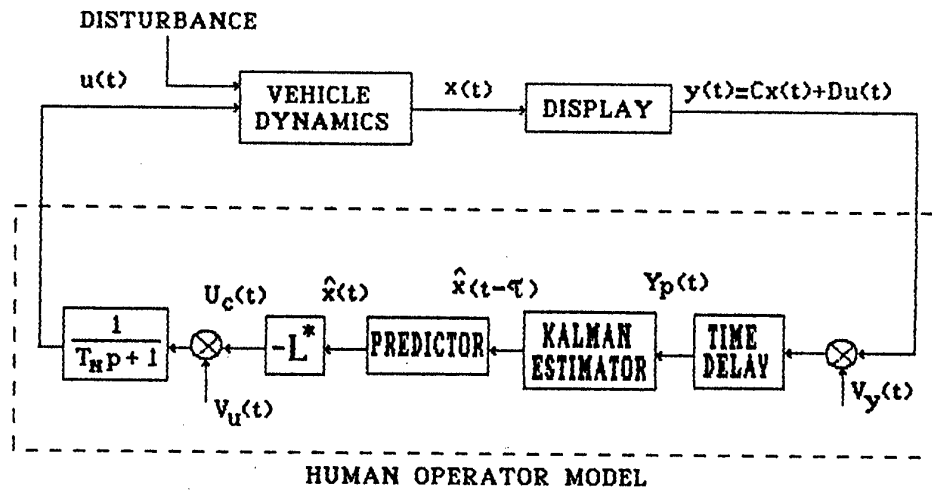 DISTURBANCE
u(t)
VEHICLE
DYNAMICS
x(t)
DISPLAY
y(t)=Cx(t)+Du(t)
1
T_N p + 1
U_c(t)
V_u(t)
-L*
x̂(t)
PREDICTOR
x̂(t-τ)
KALMAN
ESTIMATOR
Y_p(t)
TIME
DELAY
V_y(t)
HUMAN OPERATOR MODEL